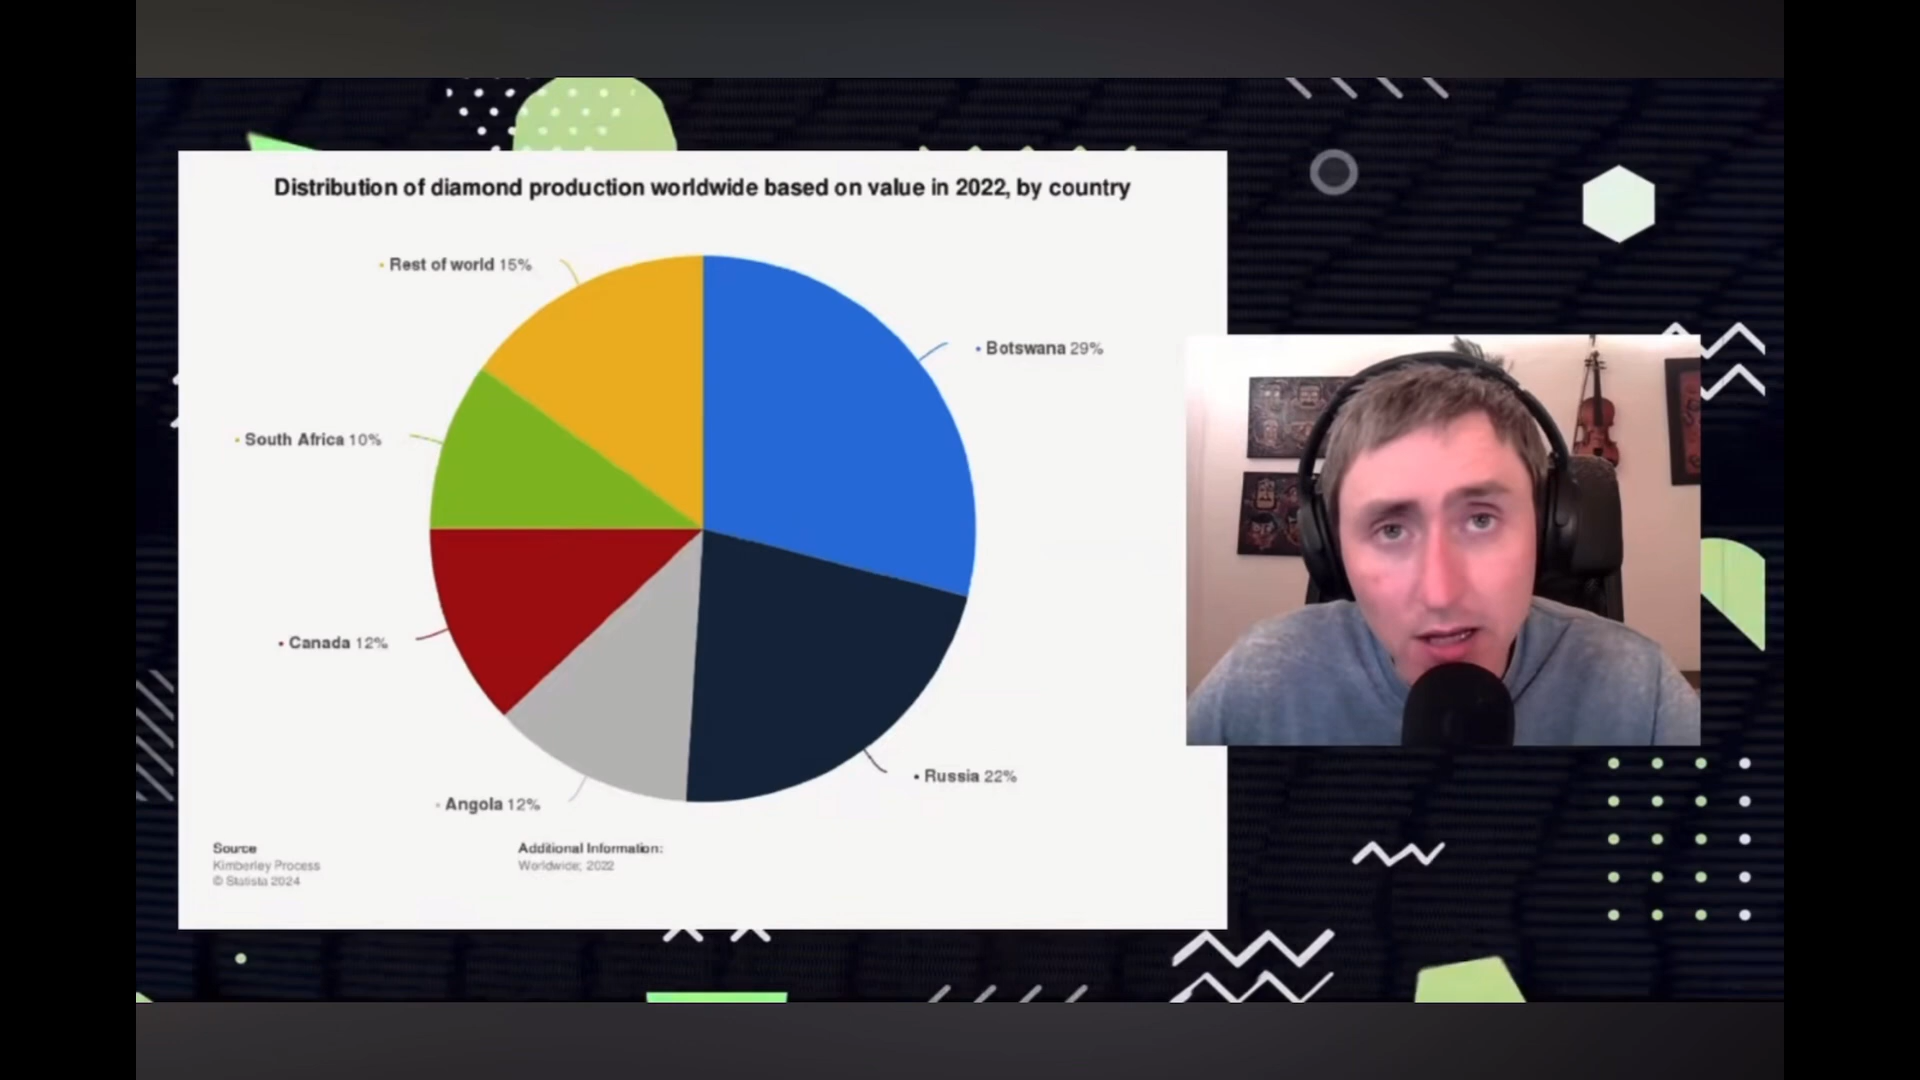 Distribution of diamond production worldwide based on value in 2022, by country
Rest of world 15%
Botswana 29%
South Africa 10%
Canada 12%
Russia 22%
Angola 12%
Source
Kimberley Process
© Statista 2024
Additional Information:
Worldwide; 2022